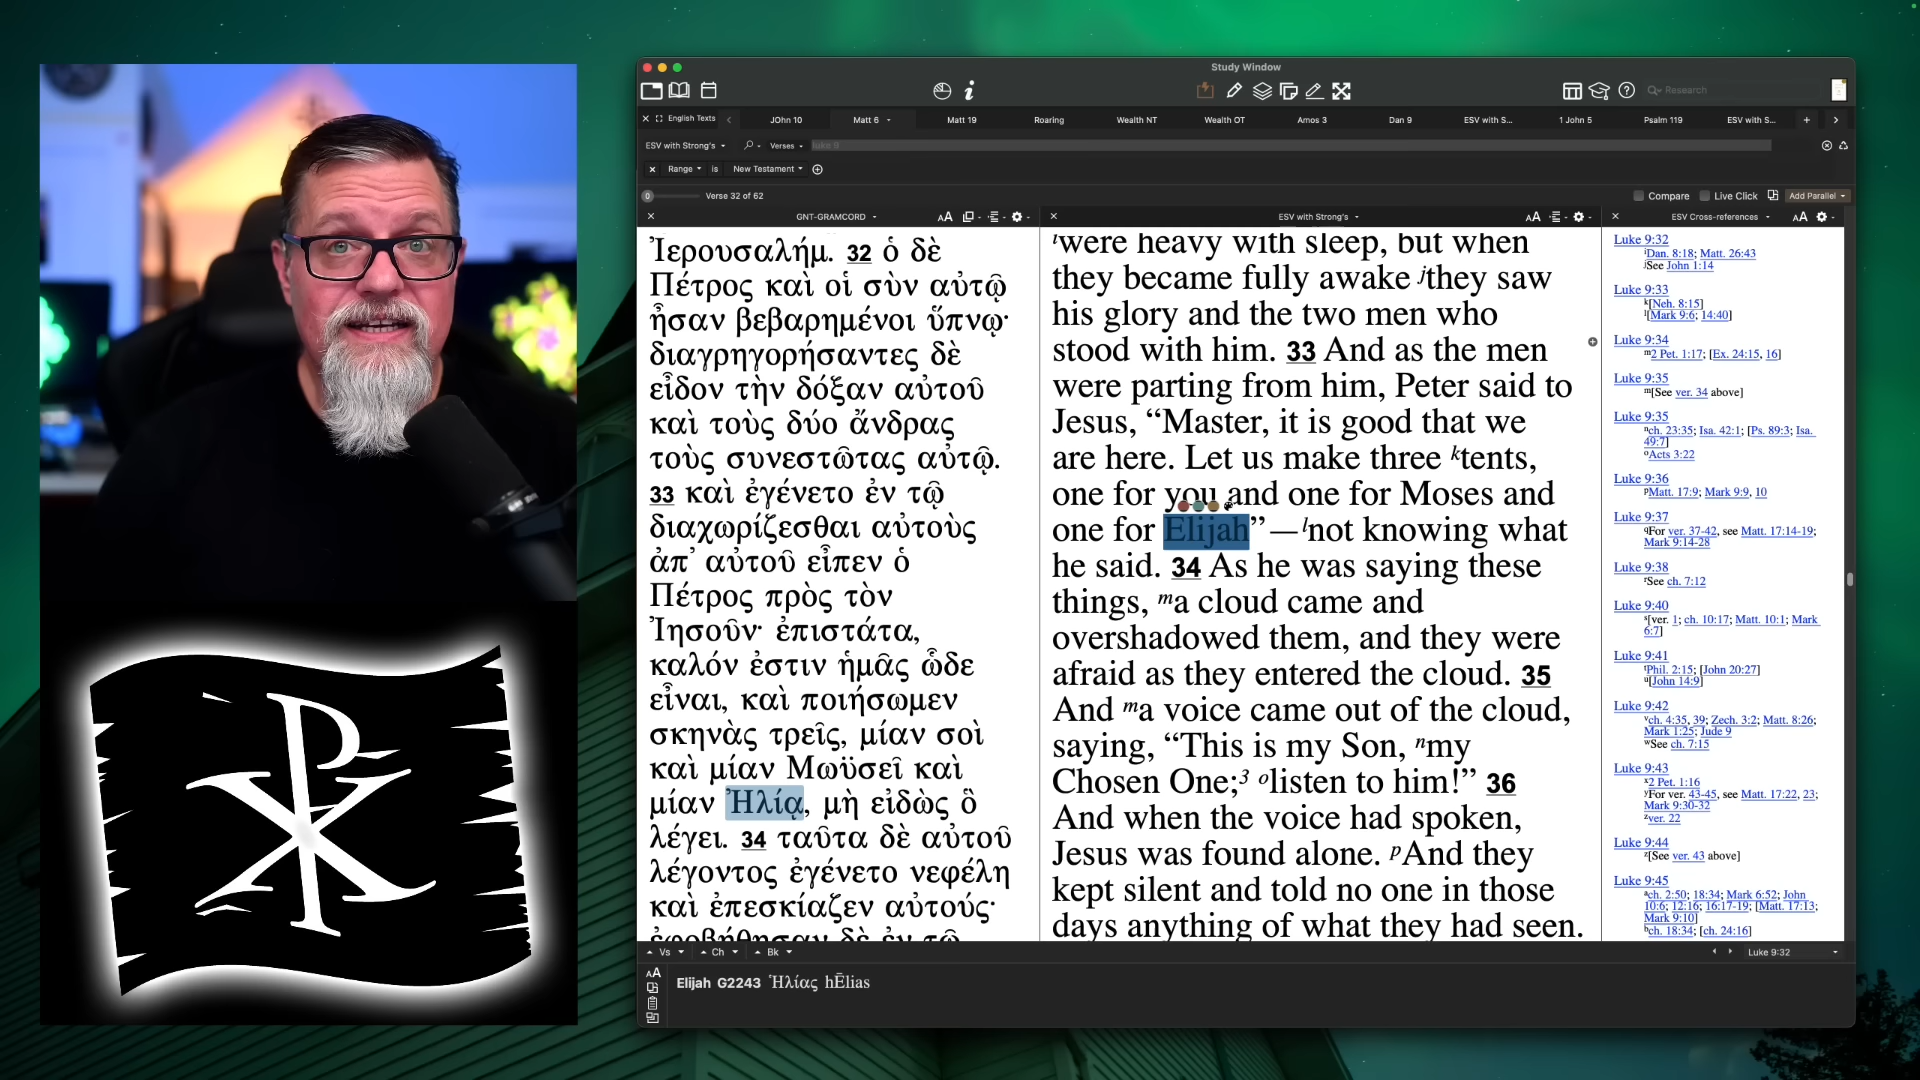 Study Window
Research
English Texts
JOhn 10
Matt 6
Matt 19
Roaring
Wealth NT
Wealth OT
Amos 3
Dan 9
ESV with S...
1 John 5
Psalm 119
ESV with S...
ESV with Strong's
Verses
luke 9
Range
is
New Testament
0
Verse 32 of 62
Compare
Live Click
Add Parallel
GNT-GRAMCORD
Ἰερουσαλήμ. 32 ὁ δὲ
Πέτρος καὶ οἱ σὺν αὐτῷ
ἦσαν βεβαρημένοι ὕπνῳ·
διαγρηγορήσαντες δὲ
εἶδον τὴν δόξαν αὐτοῦ
καὶ τοὺς δύο ἄνδρας
τοὺς συνεστῶτας αὐτῷ.
33 καὶ ἐγένετο ἐν τῷ
διαχωρίζεσθαι αὐτοὺς
ἀπ᾿ αὐτοῦ εἶπεν ὁ
Πέτρος πρὸς τὸν
Ἰησοῦν· ἐπιστάτα,
καλόν ἐστιν ἡμᾶς ὧδε
εἶναι, καὶ ποιήσωμεν
σκηνὰς τρεῖς, μίαν σοὶ
καὶ μίαν Μωϋσεῖ καὶ
μίαν Ἠλίᾳ, μὴ εἰδὼς ὃ
λέγει. 34 ταῦτα δὲ αὐτοῦ
λέγοντος ἐγένετο νεφέλη
καὶ ἐπεσκίαζεν αὐτούς·
ἐφοβήθησαν δὲ ἐν τῷ
ESV with Strong's
l were heavy with sleep, but when
they became fully awake j they saw
his glory and the two men who
stood with him. 33 And as the men
were parting from him, Peter said to
Jesus, “Master, it is good that we
are here. Let us make three k tents,
one for you and one for Moses and
one for Elijah”—l not knowing what
he said. 34 As he was saying these
things, m a cloud came and
overshadowed them, and they were
afraid as they entered the cloud. 35
And m a voice came out of the cloud,
saying, “This is my Son, n my
Chosen One;3 o listen to him!” 36
And when the voice had spoken,
Jesus was found alone. p And they
kept silent and told no one in those
days anything of what they had seen.
ESV Cross-references
Luke 9:32
i Dan. 8:18; Matt. 26:43
j See John 1:14
Luke 9:33
k [Neh. 8:15]
l [Mark 9:6; 14:40]
Luke 9:34
m 2 Pet. 1:17; [Ex. 24:15, 16]
Luke 9:35
m [See ver. 34 above]
Luke 9:35
n ch. 23:35; Isa. 42:1; [Ps. 89:3; Isa.
49:7]
o Acts 3:22
Luke 9:36
p Matt. 17:9; Mark 9:9, 10
Luke 9:37
q For ver. 37-42, see Matt. 17:14-19;
Mark 9:14-28
Luke 9:38
r See ch. 7:12
Luke 9:40
s [ver. 1; ch. 10:17; Matt. 10:1; Mark
6:7]
Luke 9:41
t Phil. 2:15; [John 20:27]
u [John 14:9]
Luke 9:42
v ch. 4:35, 39; Zech. 3:2; Matt. 8:26;
Mark 1:25; Jude 9
w See ch. 7:15
Luke 9:43
x 2 Pet. 1:16
y For ver. 43-45, see Matt. 17:22, 23;
Mark 9:30-32
z ver. 22
Luke 9:44
z [See ver. 43 above]
Luke 9:45
a ch. 2:50; 18:34; Mark 6:52; John
10:6; 12:16; 16:17-19; [Matt. 17:13;
Mark 9:10]
b ch. 18:34; [ch. 24:16]
Vs
Ch
Bk
Luke 9:32
Elijah G2243 Ἡλίας hĒlias